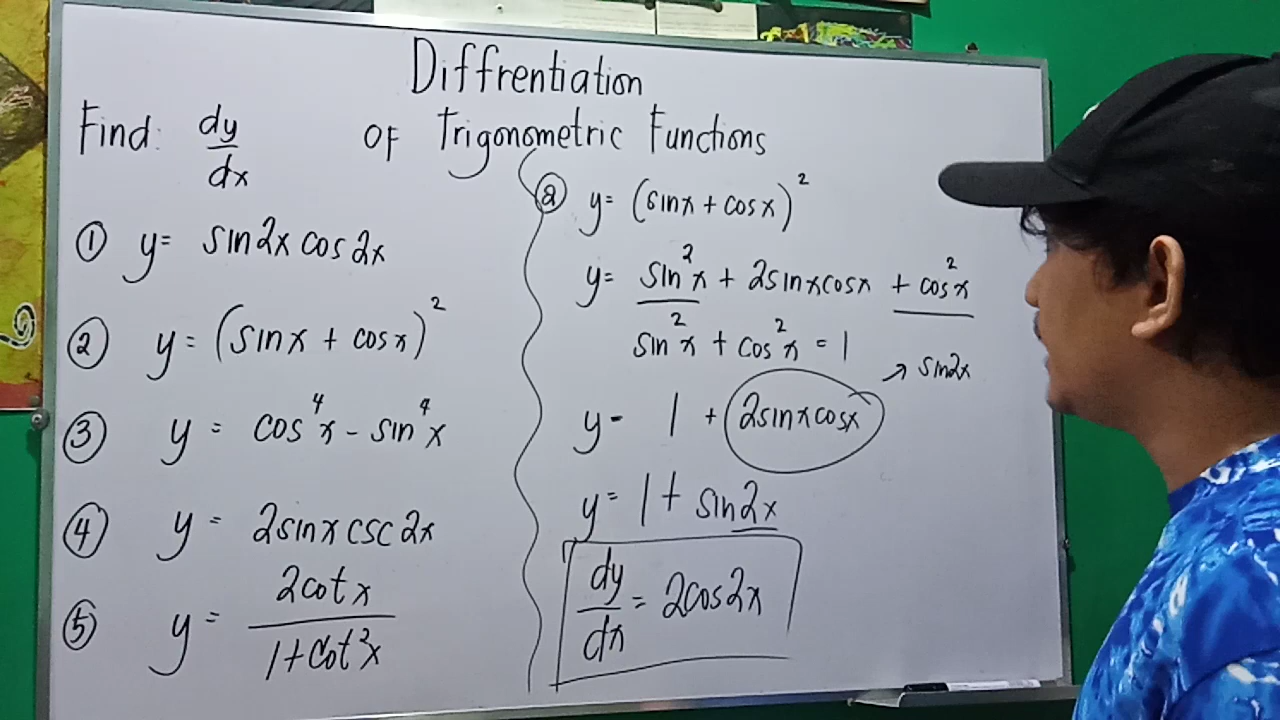 Diffrentiation
of Trigonometric Functions
Find: dy/dx
① y = sin2x cos2x
② y = (sinx + cosx)²
③ y = cos⁴x - sin⁴x
④ y = 2sinx csc2x
⑤ y = 2cotx / 1+cot²x
② y = (sinx + cosx)²
y = sin²x + 2sinxcosx + cos²x
sin²x + cos²x = 1
→ sin2x
y - 1 + 2sinxcosx
y = 1 + sin2x
dy/dx = 2cos2x